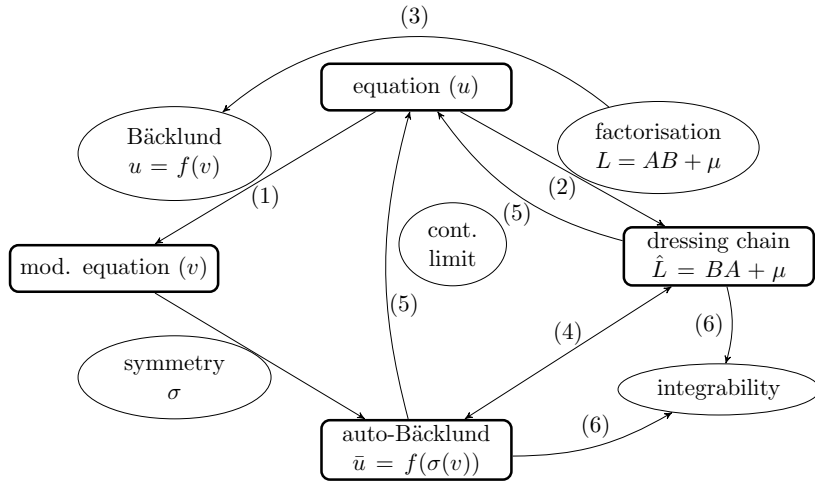 (3)
equation (u)
Bäcklund
u = f(v)
factorisation
L = AB + μ
(1)
(2)
(5)
cont.
limit
mod. equation (v)
dressing chain
L̂ = BA + μ
(5)
(4)
(6)
symmetry
σ
integrability
auto-Bäcklund
ū = f(σ(v))
(6)